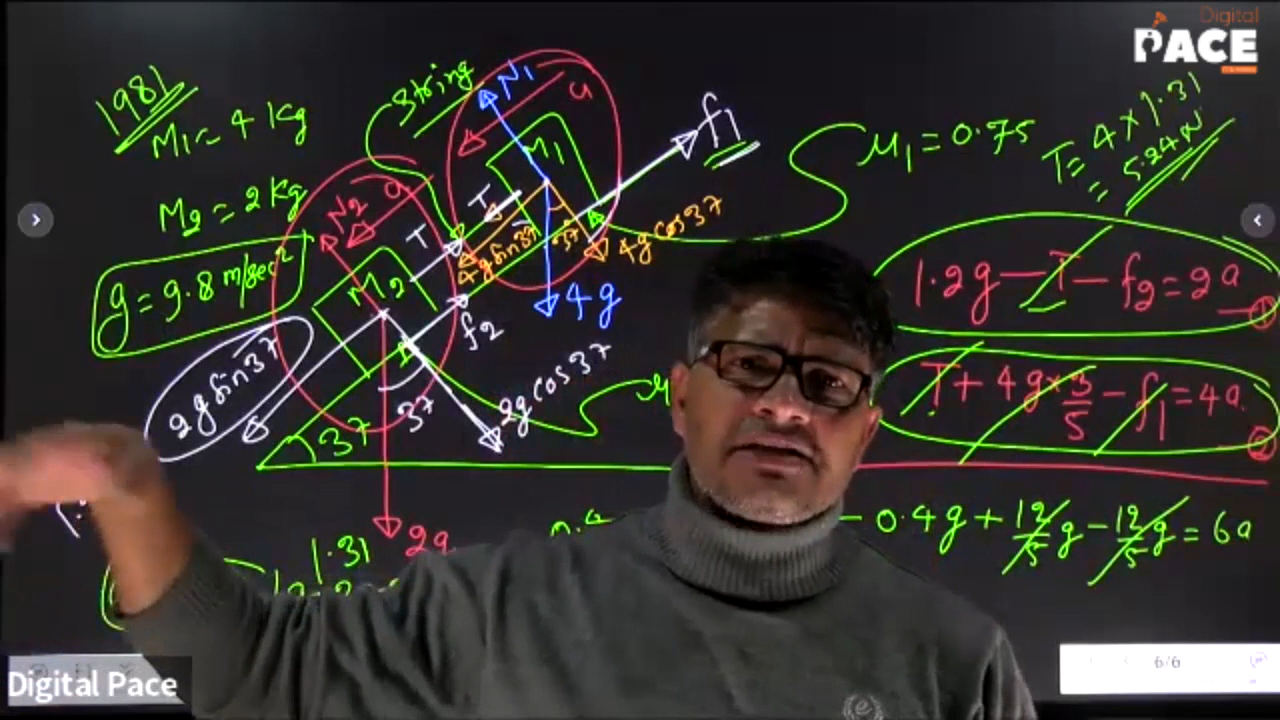 Digital
PACE
1981
M1 = 4 kg
M2 = 2 kg
g = 9.8 m/sec²
String
N1
a
M1
f1
μ1 = 0.75
T = 4 × 1.31
= 5.24 N
N2
a
T
T
4g sin37
37
4g cos37
M2
f2
4g
2g sin37
37
37
2g cos37
μ
2g
1.2g − T − f2 = 2a
1
T + 4g × 3/5 − f1 = 4a
2
− 0.4g + 12/5 g − 12/5 g = 6a
1.31
6/6
Digital Pace